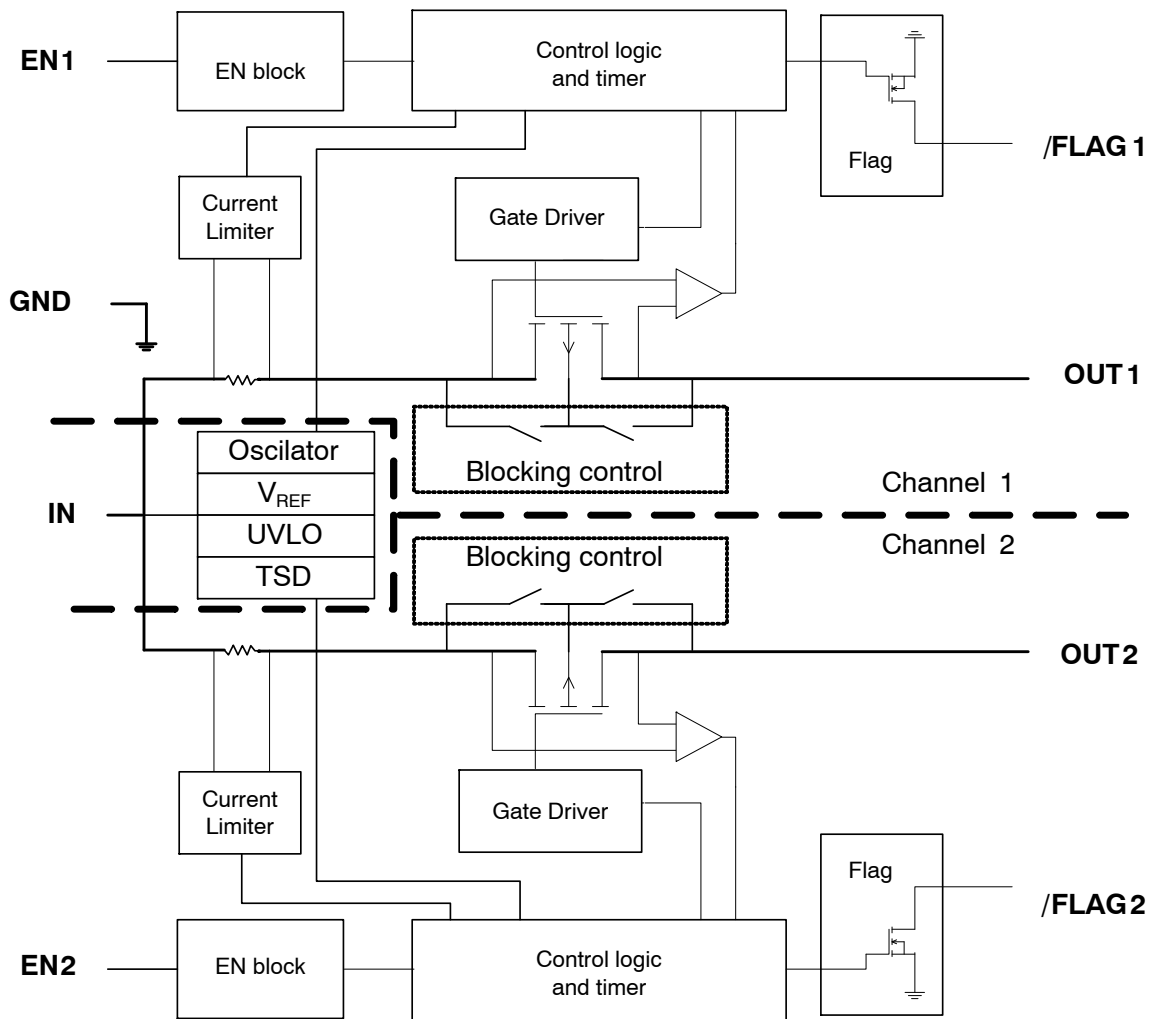 EN1
EN block
Control logic
and timer
Flag
/FLAG1
Current
Limiter
Gate Driver
GND
OUT1
Oscilator
VREF
UVLO
TSD
IN
Blocking control
Channel 1
Channel 2
Blocking control
OUT2
Current
Limiter
Gate Driver
Flag
/FLAG2
EN2
EN block
Control logic
and timer